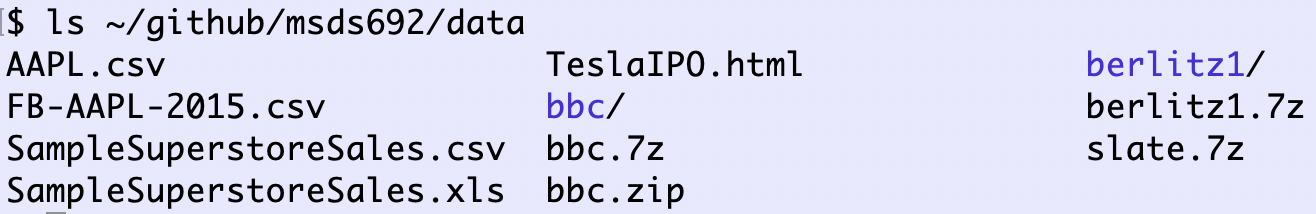 $ ls ~/github/msds692/data
AAPL.csv TeslaIPO.html berlitz1/
FB-AAPL-2015.csv bbc/ berlitz1.7z
SampleSuperstoreSales.csv bbc.7z slate.7z
SampleSuperstoreSales.xls bbc.zip